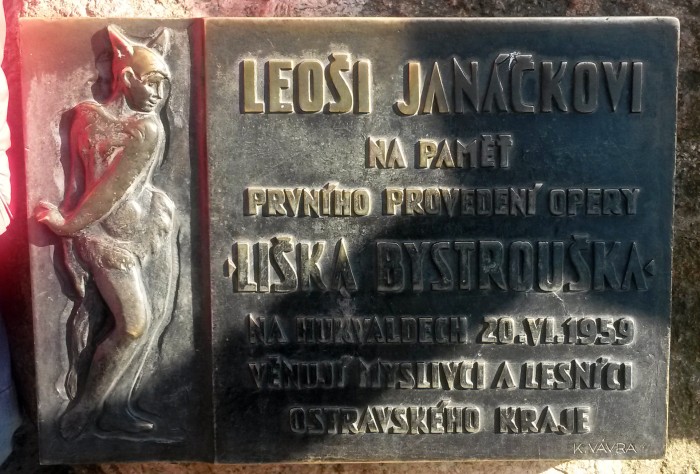 LEOŠI JANÁČKOVI
NA PAMĚŤ
PRVNÍHO PROVEDENÍ OPERY
·LIŠKA BYSTROUŠKA·
NA HUKVALDECH 20.VI.1959
VĚNUJÍ MYSLIVCI A LESNÍCI
OSTRAVSKÉHO KRAJE
K.VÁVRA